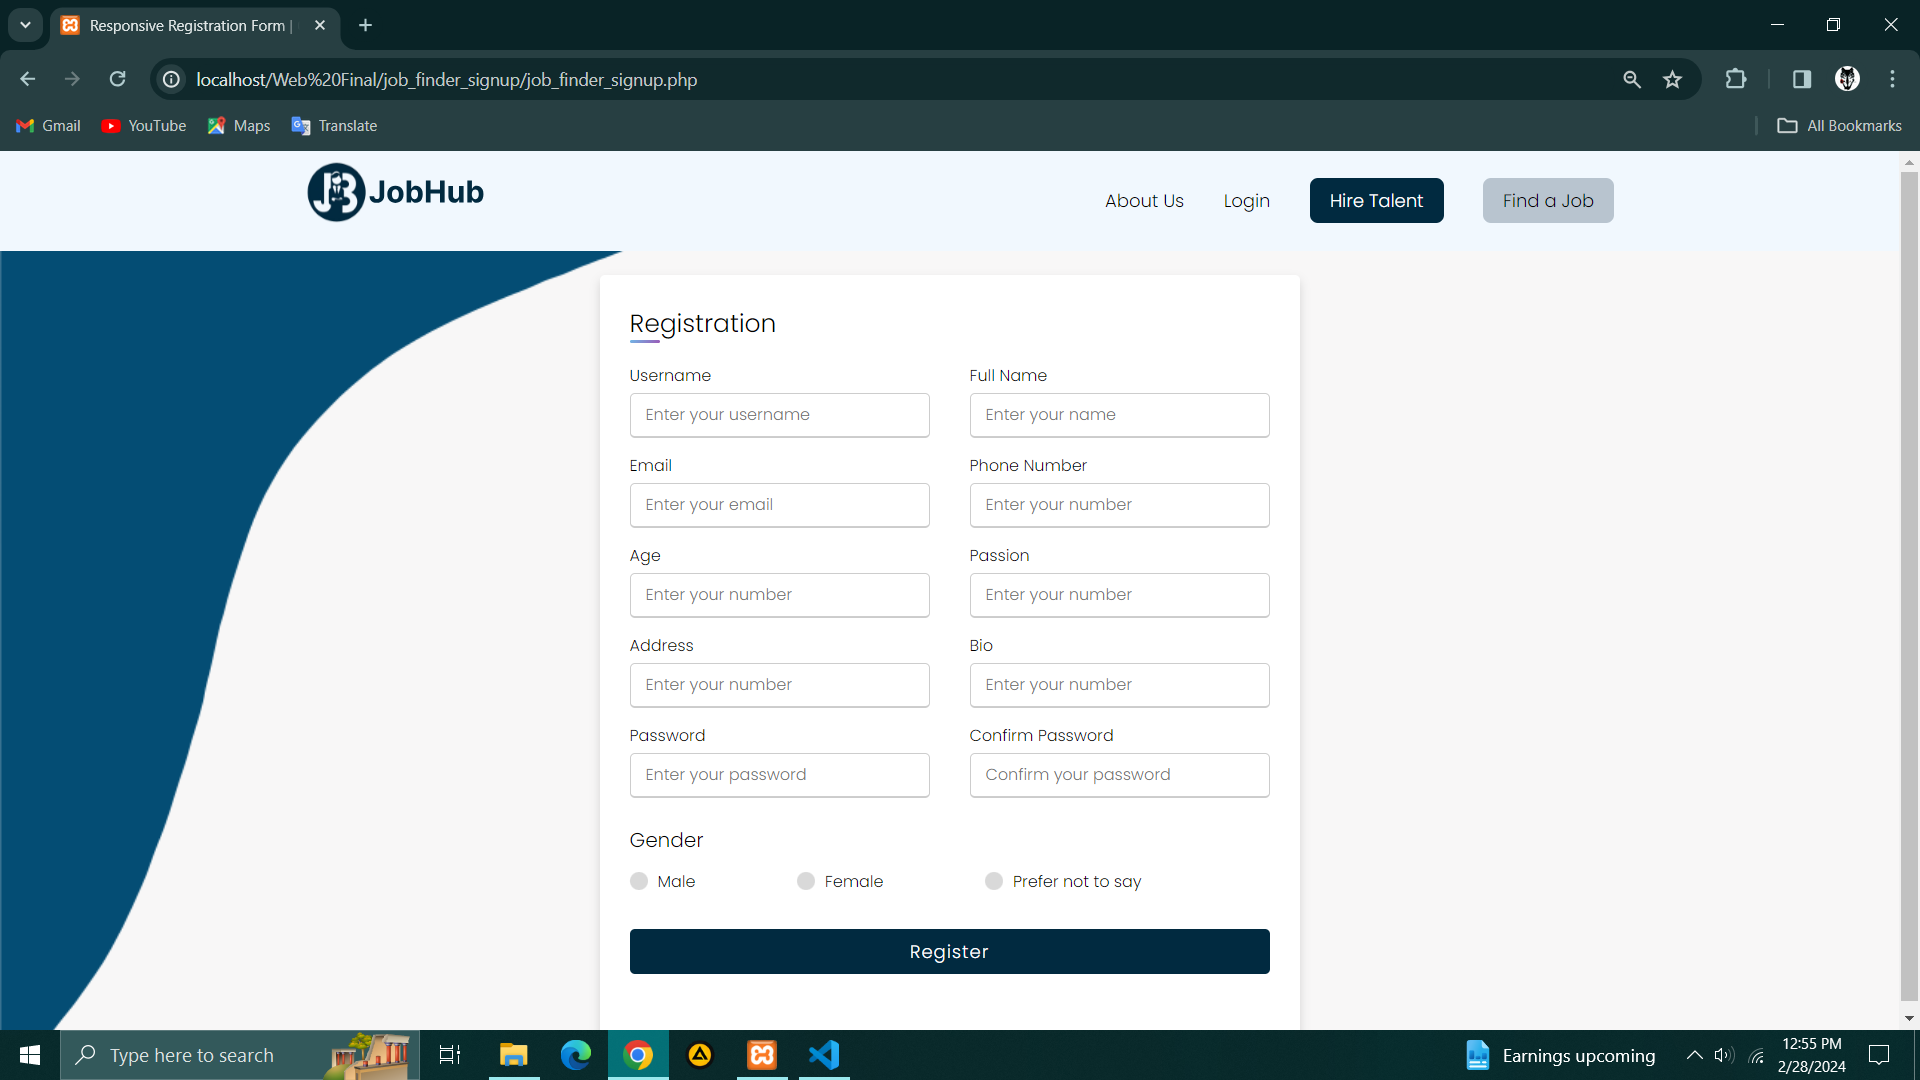 Responsive Registration Form |
localhost/Web%20Final/job_finder_signup/job_finder_signup.php
Gmail YouTube Maps Translate All Bookmarks
JobHub
About Us Login Hire Talent Find a Job
Registration
Username Full Name
Enter your username Enter your name
Email Phone Number
Enter your email Enter your number
Age Passion
Enter your number Enter your number
Address Bio
Enter your number Enter your number
Password Confirm Password
Enter your password Confirm your password
Gender
Male Female Prefer not to say
Register
Type here to search
Earnings upcoming
12:55 PM
2/28/2024